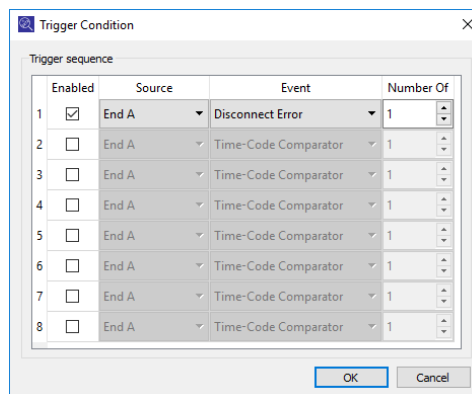 Trigger Condition
Trigger sequence
Enabled Source Event Number Of
1 End A Disconnect Error 1
2 End A Time-Code Comparator 1
3 End A Time-Code Comparator 1
4 End A Time-Code Comparator 1
5 End A Time-Code Comparator 1
6 End A Time-Code Comparator 1
7 End A Time-Code Comparator 1
8 End A Time-Code Comparator 1
OK Cancel